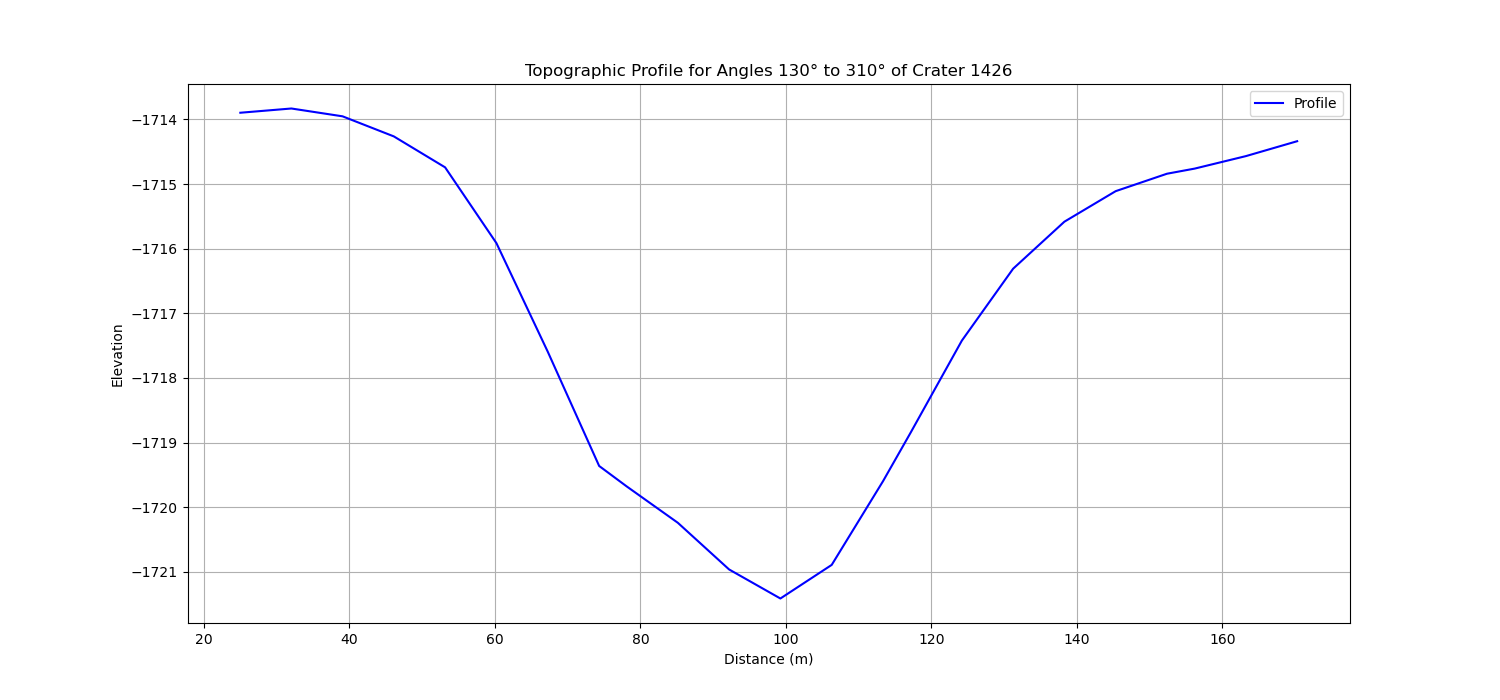 Topographic Profile for Angles 130° to 310° of Crater 1426
Profile
−1714
−1715
−1716
−1717
−1718
−1719
−1720
−1721
Elevation
20 40 60 80 100 120 140 160
Distance (m)